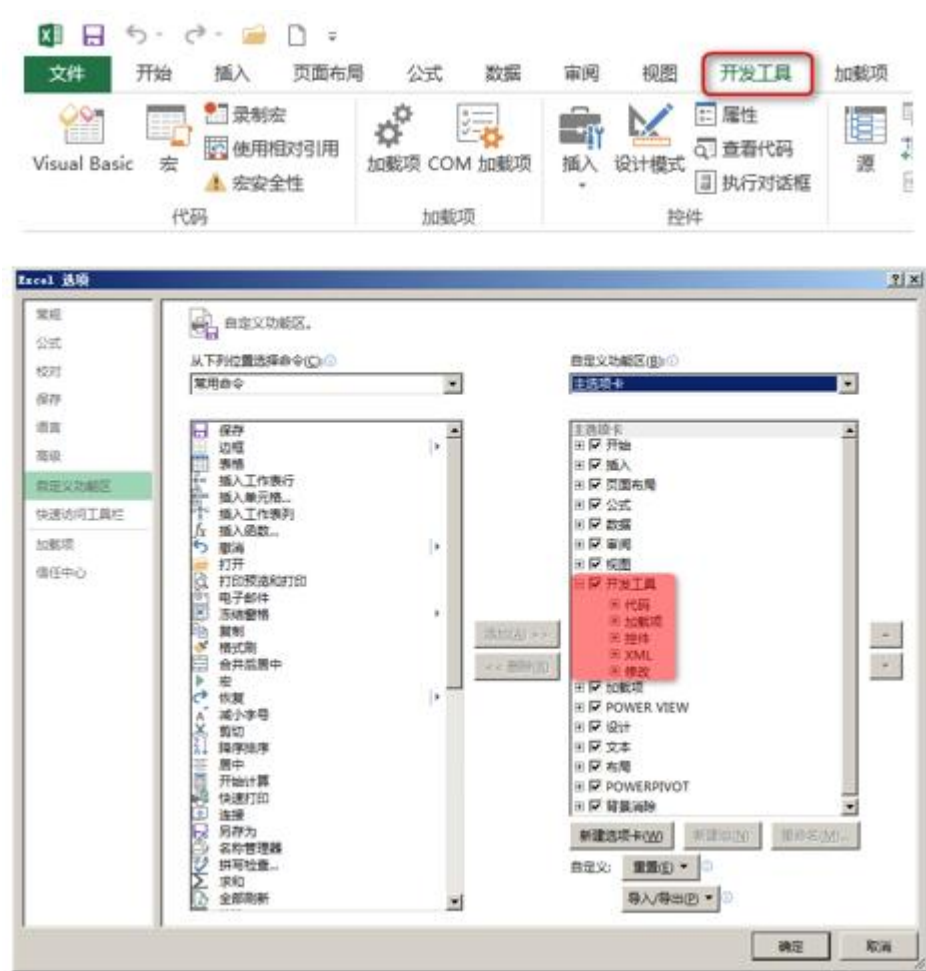 文件 开始 插入 页面布局 公式 数据 审阅 视图 开发工具 加载项
Visual Basic
宏
录制宏
使用相对引用
宏安全性
代码
加载项
COM 加载项
加载项
插入
设计模式
属性
查看代码
执行对话框
控件
源
Excel 选项
常规
公式
校对
保存
语言
高级
自定义功能区
快速访问工具栏
加载项
信任中心
自定义功能区。
从下列位置选择命令(C):
常用命令
保存
边框
表格
插入工作表行
插入单元格...
插入工作表列
插入函数...
撤消
打开
打印预览和打印
电子邮件
冻结窗格
复制
格式刷
合并后居中
宏
恢复
减小字号
剪切
降序排序
居中
开始计算
快速打印
连接
另存为
名称管理器
拼写检查...
求和
全部刷新
添加(A) >>
<< 删除(R)
自定义功能区(B):
主选项卡
主选项卡
开始
插入
页面布局
公式
数据
审阅
视图
开发工具
代码
加载项
控件
XML
修改
加载项
POWER VIEW
设计
文本
布局
POWERPIVOT
背景消除
新建选项卡(W) 新建组(N) 重命名(M)...
自定义: 重置(E)
导入/导出(P)
确定 取消